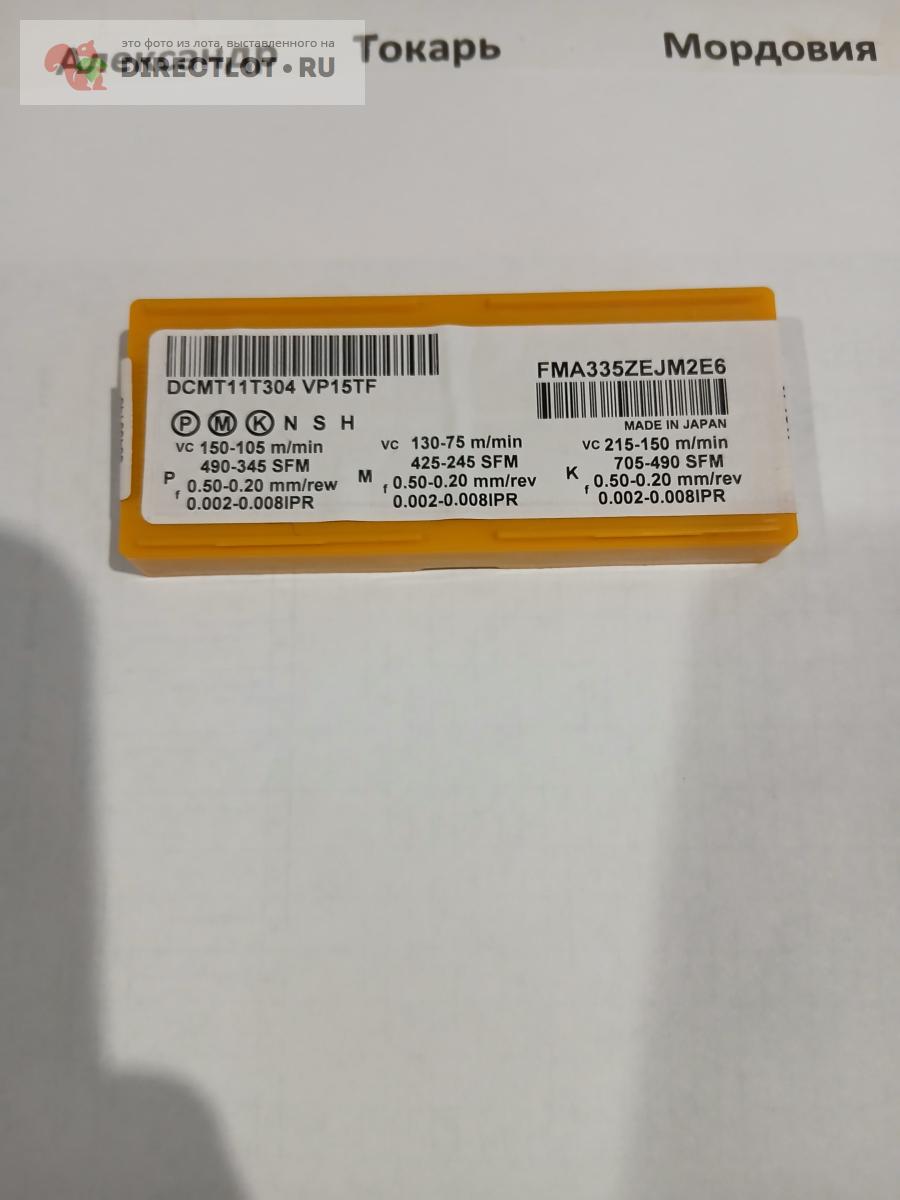 Александр Токарь Мордовия
это фото из лота, выставленного на
DIRECTLOT • RU
DCMT11T304 VP15TF
FMA335ZEJM2E6
MADE IN JAPAN
P M K N S H
P
VC 150-105 m/min
490-345 SFM
f 0.50-0.20 mm/rew
0.002-0.008IPR
M
VC 130-75 m/min
425-245 SFM
f 0.50-0.20 mm/rev
0.002-0.008IPR
K
VC 215-150 m/min
705-490 SFM
f 0.50-0.20 mm/rev
0.002-0.008IPR